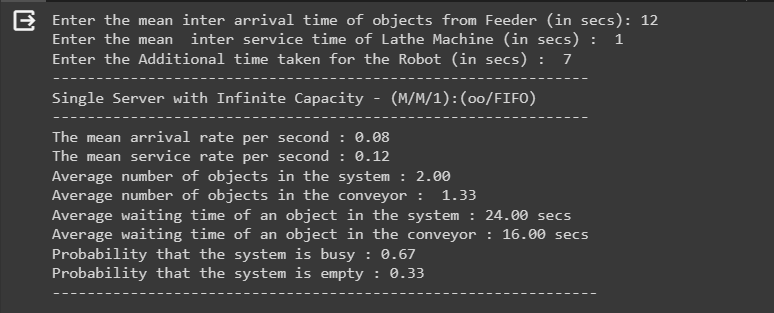 Enter the mean inter arrival time of objects from Feeder (in secs): 12
Enter the mean  inter service time of Lathe Machine (in secs) :  1
Enter the Additional time taken for the Robot (in secs) :  7
--------------------------------------------------------------
Single Server with Infinite Capacity - (M/M/1):(oo/FIFO)
--------------------------------------------------------------
The mean arrival rate per second : 0.08
The mean service rate per second : 0.12
Average number of objects in the system : 2.00
Average number of objects in the conveyor :  1.33
Average waiting time of an object in the system : 24.00 secs
Average waiting time of an object in the conveyor : 16.00 secs
Probability that the system is busy : 0.67
Probability that the system is empty : 0.33
---------------------------------------------------------------